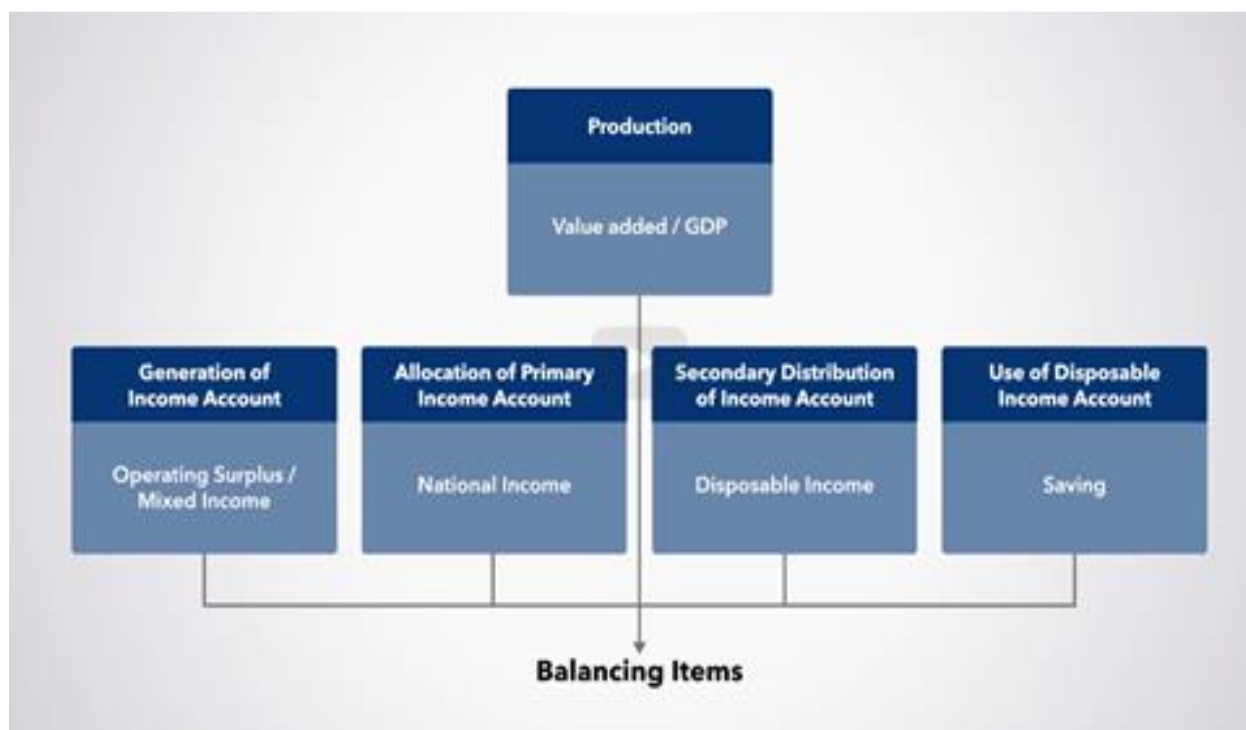 Production
Value added / GDP
Generation of
Income Account
Operating Surplus /
Mixed Income
Allocation of Primary
Income Account
National Income
Secondary Distribution
of Income Account
Disposable Income
Use of Disposable
Income Account
Saving
Balancing Items